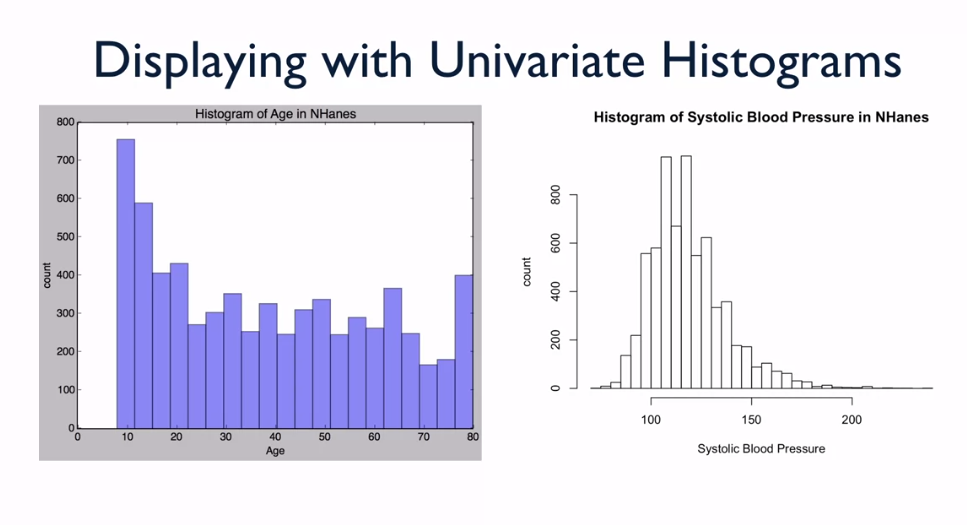 Displaying with Univariate Histograms
Histogram of Age in NHanes
800
700
600
500
400
300
200
100
0
count
0 10 20 30 40 50 60 70 80
Age
Histogram of Systolic Blood Pressure in NHanes
800
600
400
200
0
count
100 150 200
Systolic Blood Pressure